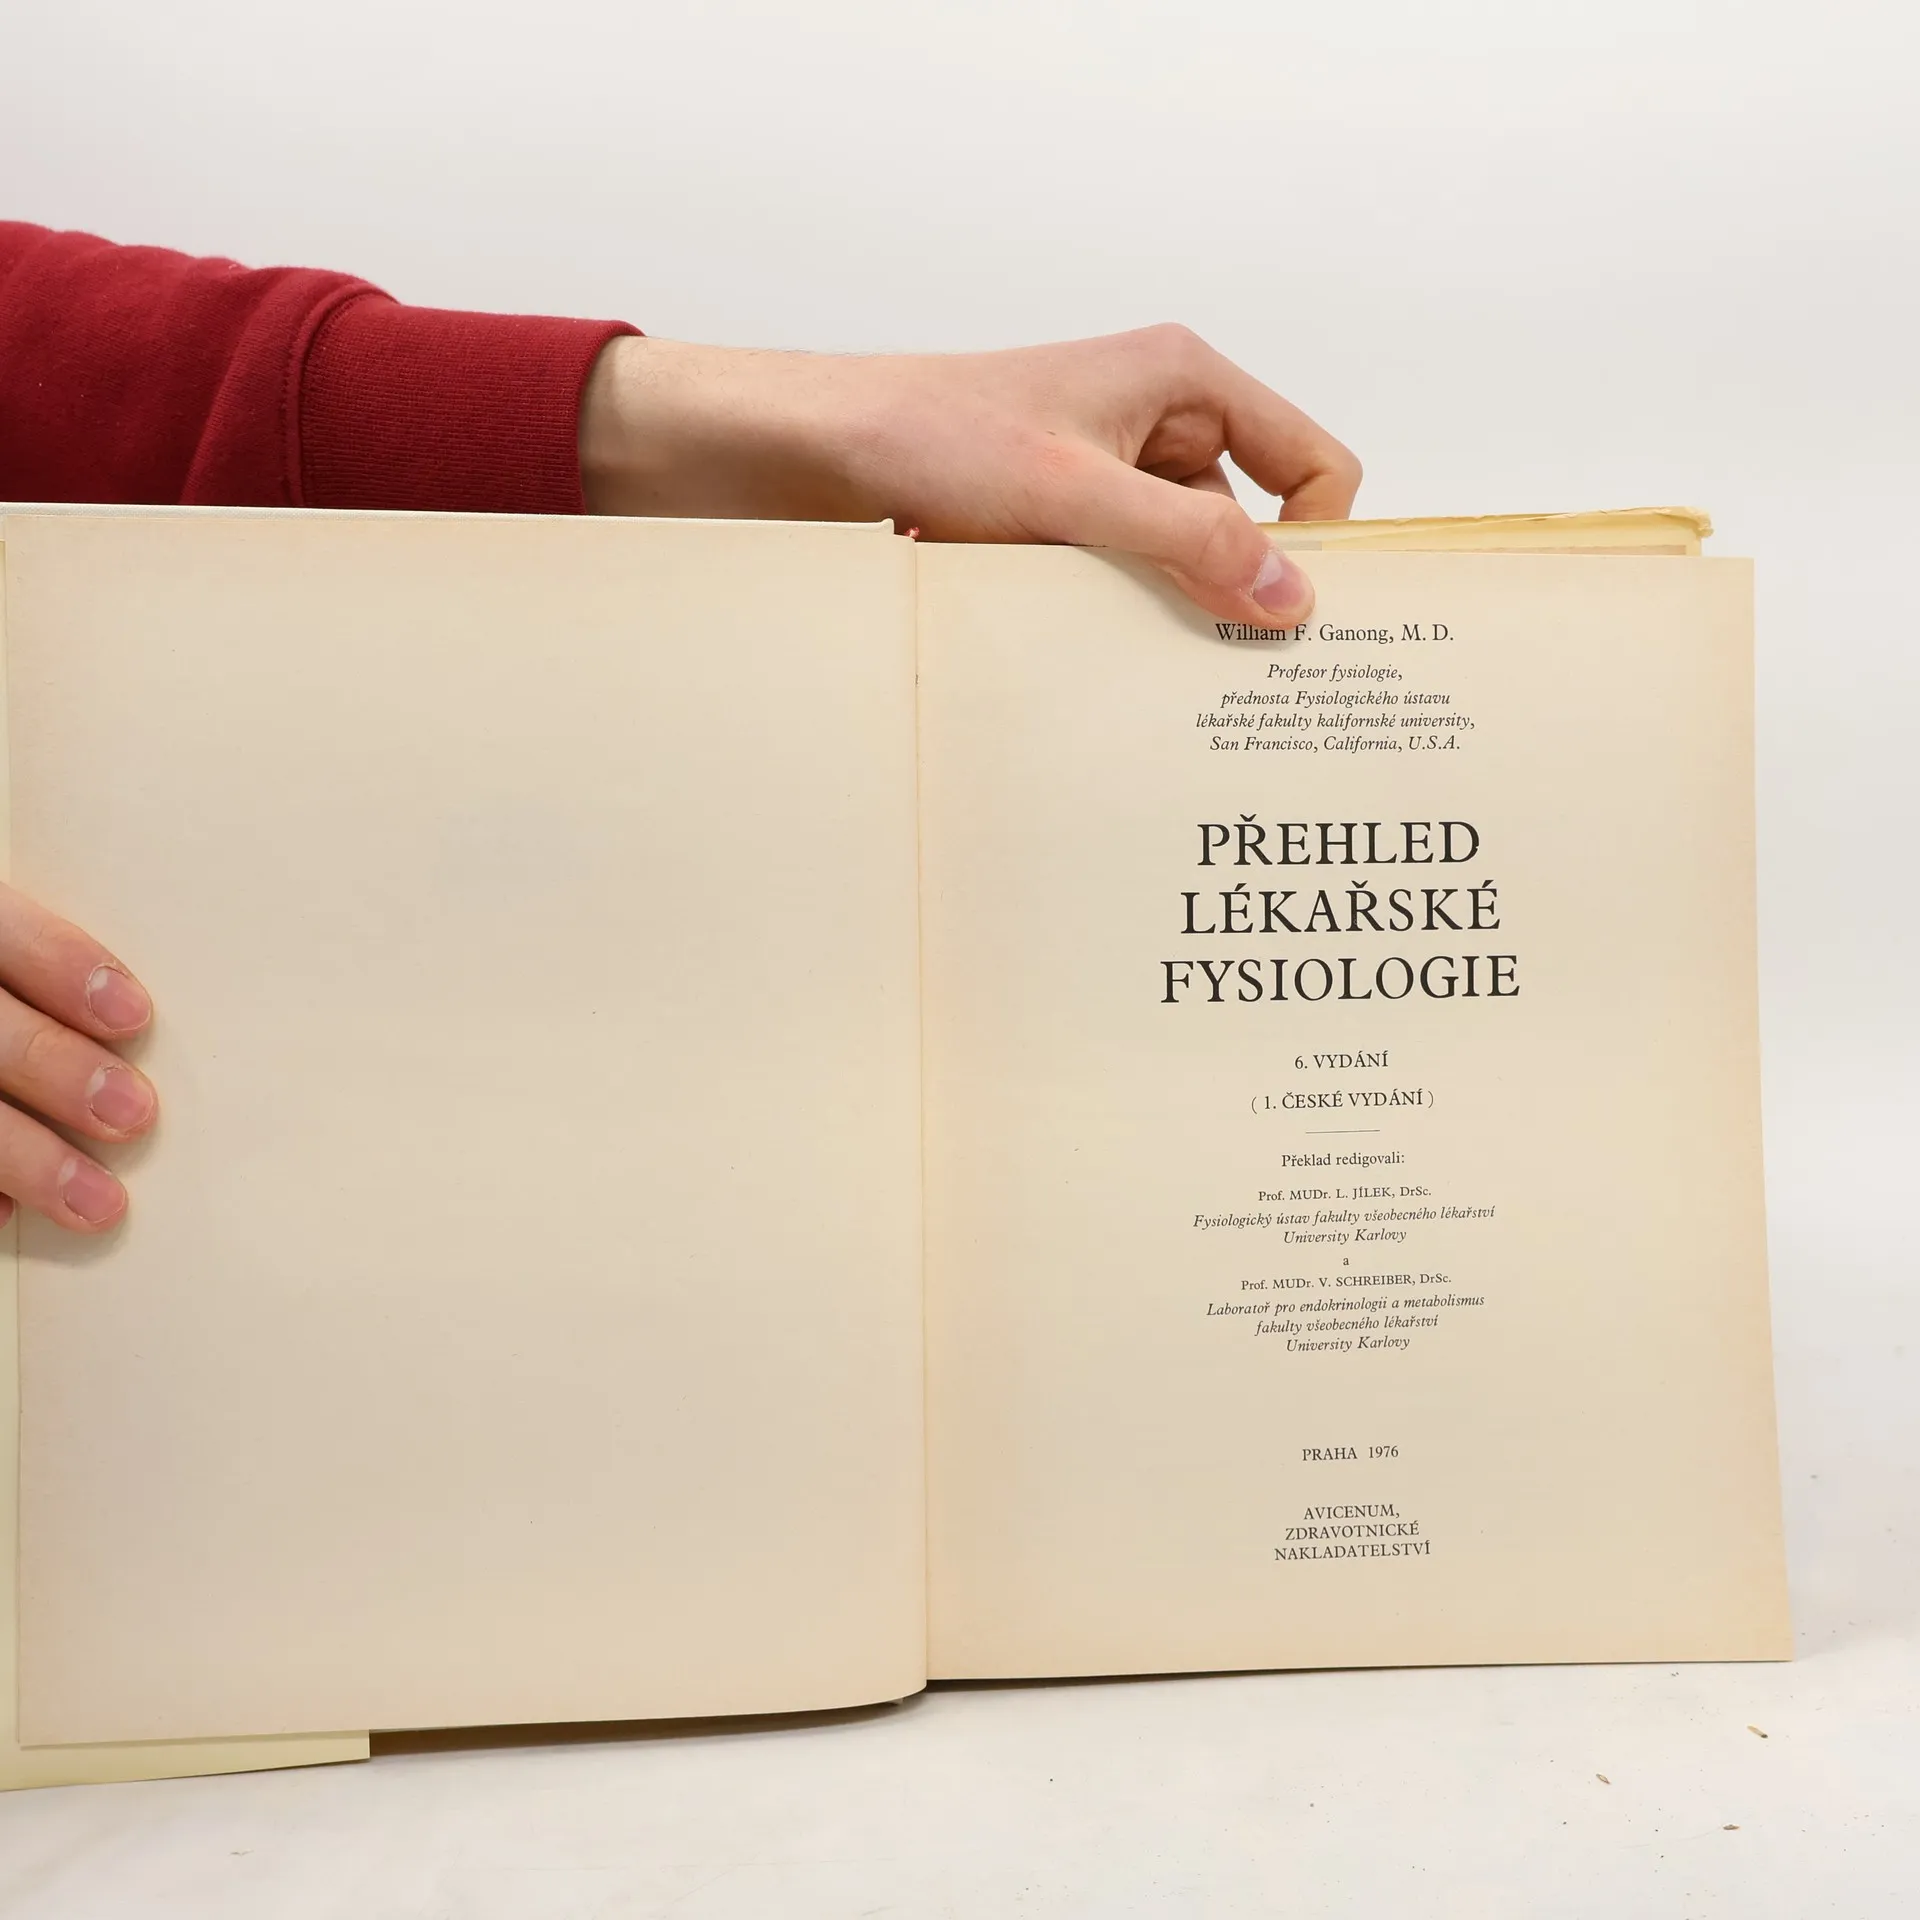 William F. Ganong, M. D.
Profesor fysiologie,
přednosta Fysiologického ústavu
lékařské fakulty kalifornské university,
San Francisco, California, U.S.A.
PŘEHLED
LÉKAŘSKÉ
FYSIOLOGIE
6. VYDÁNÍ
( 1. ČESKÉ VYDÁNÍ )
Překlad redigovali:
Prof. MUDr. L. JÍLEK, DrSc.
Fysiologický ústav fakulty všeobecného lékařství
University Karlovy
a
Prof. MUDr. V. SCHREIBER, DrSc.
Laboratoř pro endokrinologii a metabolismus
fakulty všeobecného lékařství
University Karlovy
PRAHA 1976
AVICENUM,
ZDRAVOTNICKÉ
NAKLADATELSTVÍ